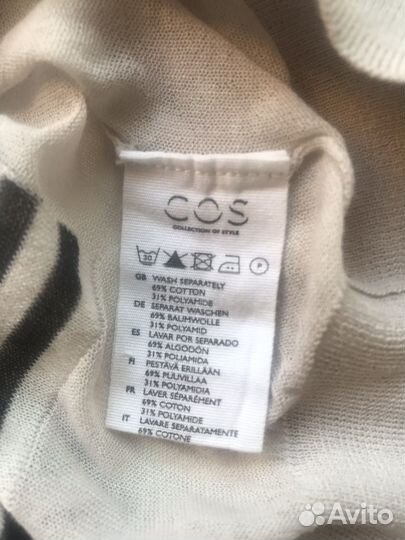 COS
COLLECTION OF STYLE
30 P
GB WASH SEPARATELY
69% COTTON
31% POLYAMIDE
DE SEPARAT WASCHEN
69% BAUMWOLLE
31% POLYAMID
ES LAVAR POR SEPARADO
69% ALGODÓN
31% POLIAMIDA
FI PESTÄVÄ ERILLÄÄN
69% PUUVILLAA
31% POLYAMIDIA
FR LAVER SÉPARÉMENT
69% COTON
31% POLYAMIDE
IT LAVARE SEPARATAMENTE
69% COTONE
Avito